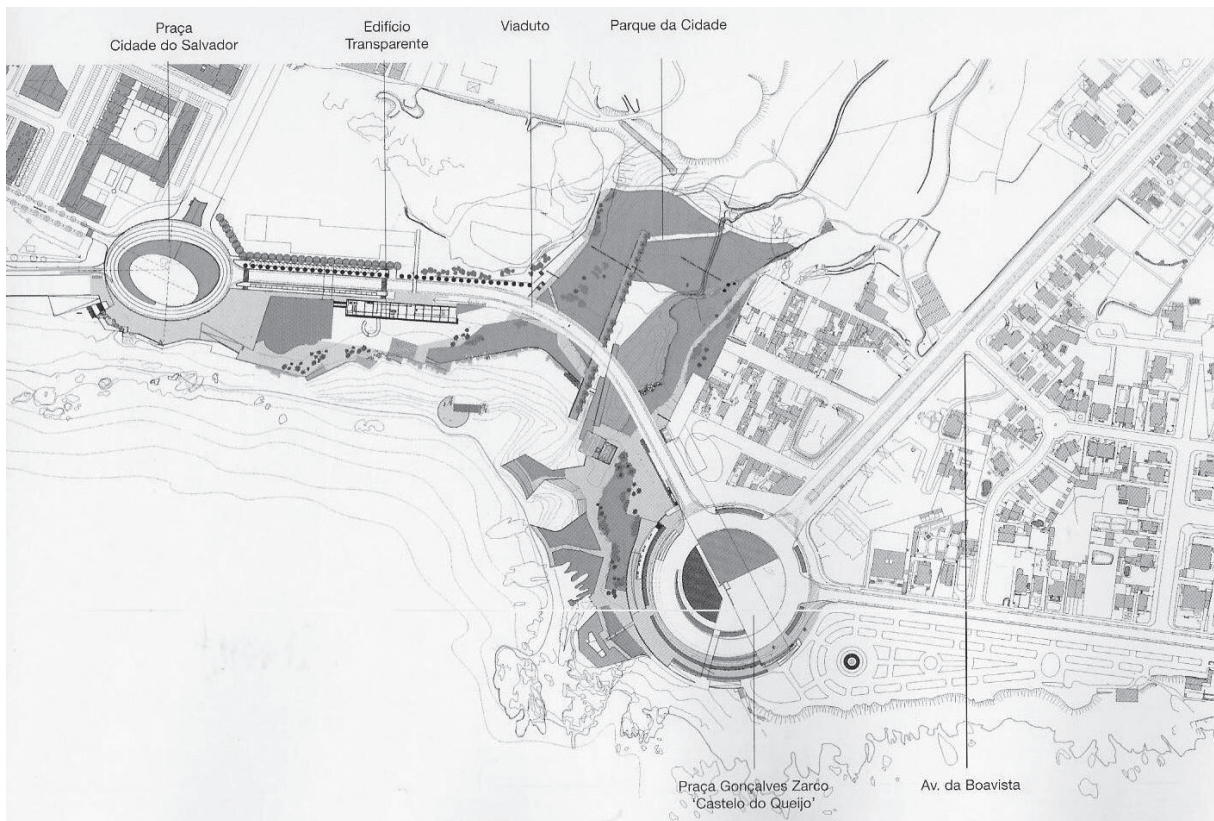 Praça
Cidade do Salvador
Edifício
Transparente
Viaduto
Parque da Cidade
Praça Gonçalves Zarco
'Castelo do Queijo'
Av. da Boavista